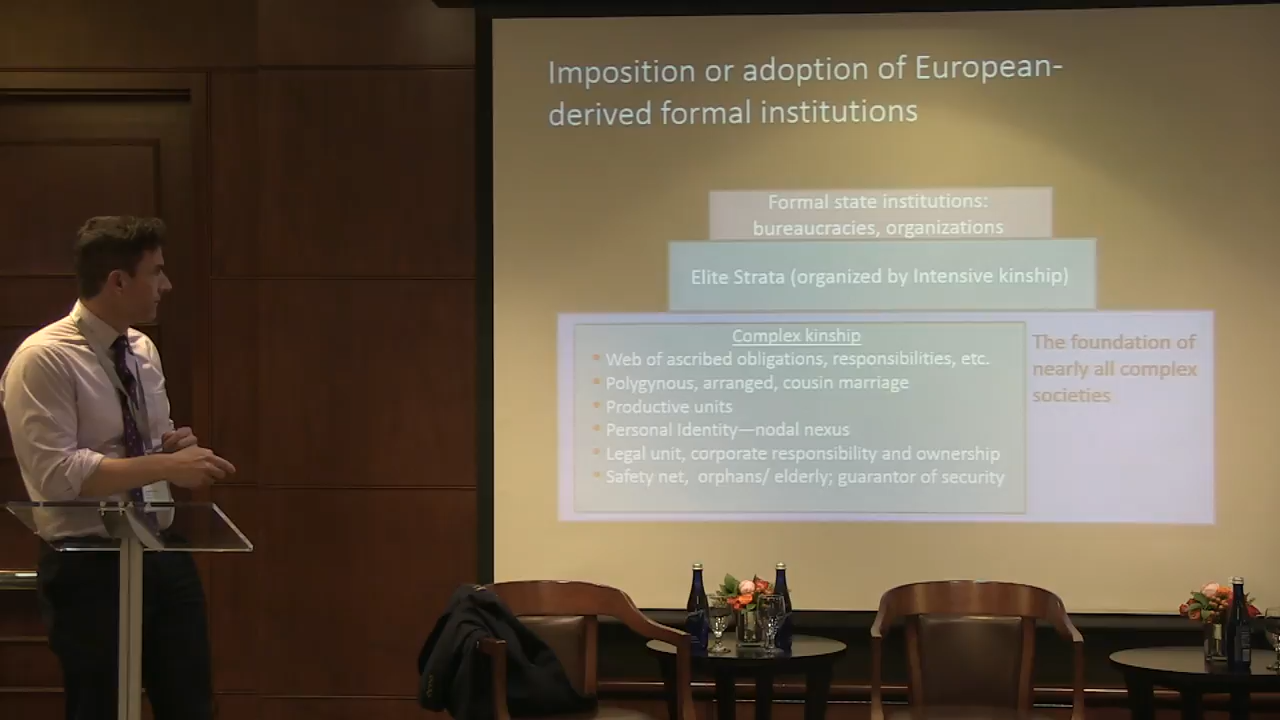 Imposition or adoption of European-
derived formal institutions
Formal state institutions:
bureaucracies, organizations
Elite Strata (organized by Intensive kinship)
Complex kinship
• Web of ascribed obligations, responsibilities, etc.
• Polygynous, arranged, cousin marriage
• Productive units
• Personal Identity—nodal nexus
• Legal unit, corporate responsibility and ownership
• Safety net, orphans/ elderly; guarantor of security
The foundation of
nearly all complex
societies